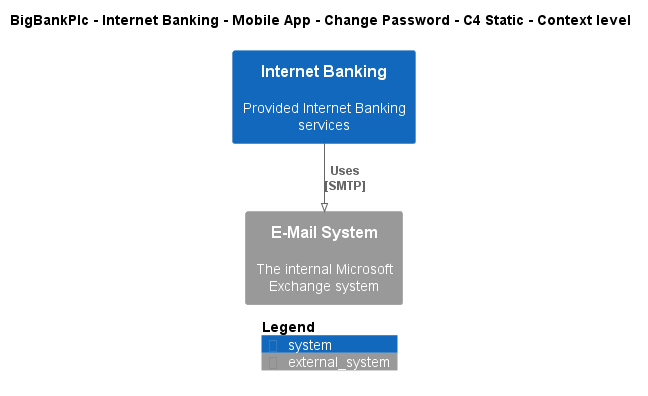 BigBankPlc - Internet Banking - Mobile App - Change Password - C4 Static - Context level
Internet Banking
Provided Internet Banking
services
Uses
[SMTP]
E-Mail System
The internal Microsoft
Exchange system
Legend
system
external_system